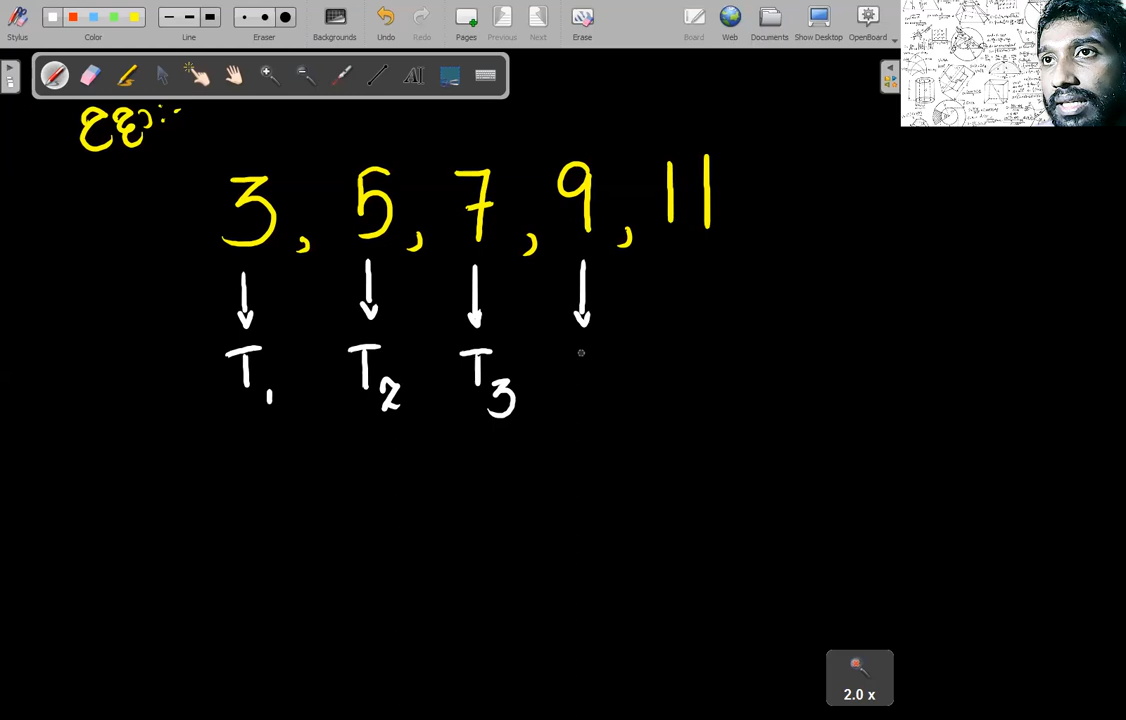 Stylus Color Line Eraser Backgrounds Undo Redo Pages Previous Next Erase Board Web Documents Show Desktop OpenBoard
උදා:-
3, 5, 7, 9, 11
T₁ T₂ T₃
2.0 x